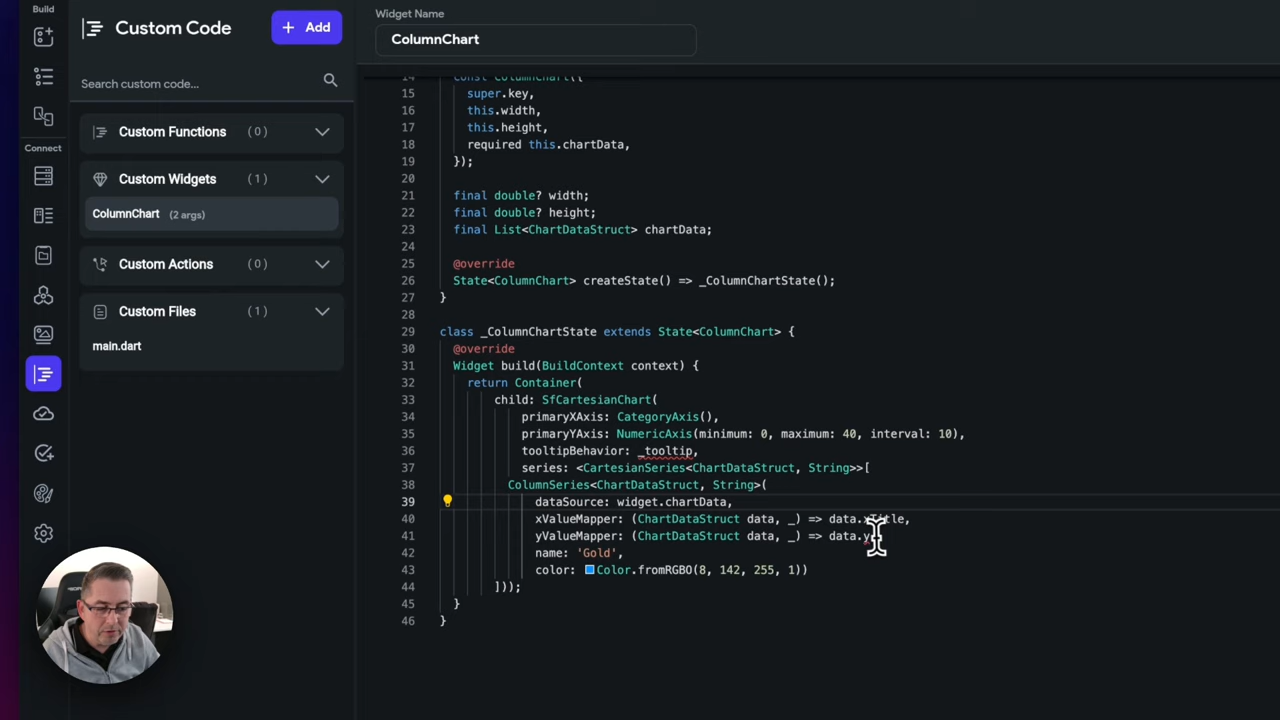 Build
Custom Code
+ Add
Search custom code...
Custom Functions (0)
Connect
Custom Widgets (1)
ColumnChart (2 args)
Custom Actions (0)
Custom Files (1)
main.dart
Widget Name
ColumnChart
14 const ColumnChart({
15 super.key,
16 this.width,
17 this.height,
18 required this.chartData,
19 });
20
21 final double? width;
22 final double? height;
23 final List<ChartDataStruct> chartData;
24
25 @override
26 State<ColumnChart> createState() => _ColumnChartState();
27 }
28
29 class _ColumnChartState extends State<ColumnChart> {
30 @override
31 Widget build(BuildContext context) {
32 return Container(
33 child: SfCartesianChart(
34 primaryXAxis: CategoryAxis(),
35 primaryYAxis: NumericAxis(minimum: 0, maximum: 40, interval: 10),
36 tooltipBehavior: _tooltip,
37 series: <CartesianSeries<ChartDataStruct, String>>[
38 ColumnSeries<ChartDataStruct, String>(
39 dataSource: widget.chartData,
40 xValueMapper: (ChartDataStruct data, _) => data.xTitle,
41 yValueMapper: (ChartDataStruct data, _) => data.y
42 name: 'Gold',
43 color: Color.fromRGBO(8, 142, 255, 1))
44 ]));
45 }
46 }